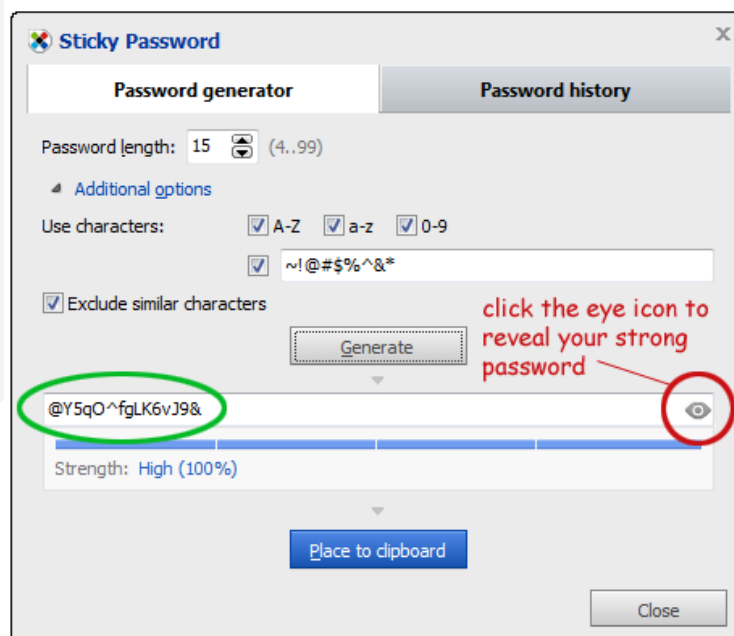 Sticky Password
x
Password generator
Password history
Password length: 15 (4..99)
Additional options
Use characters: A-Z a-z 0-9
~!@#$%^&*
Exclude similar characters
click the eye icon to
reveal your strong
password
Generate
@Y5qO^fgLK6vJ9&
Strength: High (100%)
Place to clipboard
Close